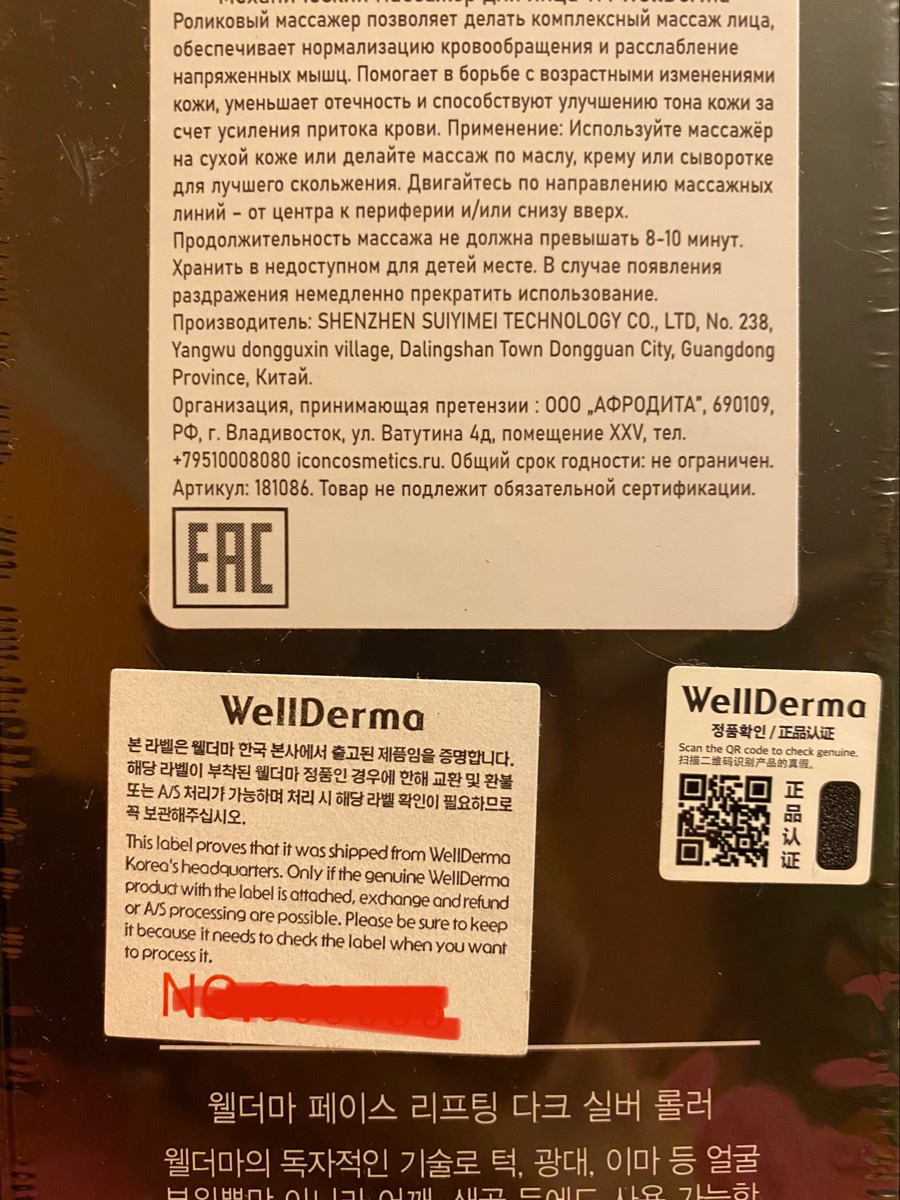 Роликовый массажер позволяет делать комплексный массаж лица,
обеспечивает нормализацию кровообращения и расслабление
напряженных мышц. Помогает в борьбе с возрастными изменениями
кожи, уменьшает отечность и способствуют улучшению тона кожи за
счет усиления притока крови. Применение: Используйте массажёр
на сухой коже или делайте массаж по маслу, крему или сыворотке
для лучшего скольжения. Двигайтесь по направлению массажных
линий – от центра к периферии и/или снизу вверх.
Продолжительность массажа не должна превышать 8-10 минут.
Хранить в недоступном для детей месте. В случае появления
раздражения немедленно прекратить использование.
Производитель: SHENZHEN SUIYIMEI TECHNOLOGY CO., LTD, No. 238,
Yangwu dongguxin village, Dalingshan Town Dongguan City, Guangdong
Province, Китай.
Организация, принимающая претензии : ООО „АФРОДИТА”, 690109,
РФ, г. Владивосток, ул. Ватутина 4д, помещение XXV, тел.
+79510008080 iconcosmetics.ru. Общий срок годности: не ограничен.
Артикул: 181086. Товар не подлежит обязательной сертификации.
EAC
WellDerma
본 라벨은 웰더마 한국 본사에서 출고된 제품임을 증명합니다.
해당 라벨이 부착된 웰더마 정품인 경우에 한해 교환 및 환불
또는 A/S 처리가 가능하며 처리 시 해당 라벨 확인이 필요하므로
꼭 보관해주십시오.
This label proves that it was shipped from WellDerma
Korea's headquarters. Only if the genuine WellDerma
product with the label is attached, exchange and refund
or A/S processing are possible. Please be sure to keep
it because it needs to check the label when you want
to process it.
NO.
WellDerma
정품확인 / 正品认证
Scan the QR code to check genuine.
扫描二维码识别产品的真假。
正品认证
웰더마 페이스 리프팅 다크 실버 롤러
웰더마의 독자적인 기술로 턱, 광대, 이마 등 얼굴